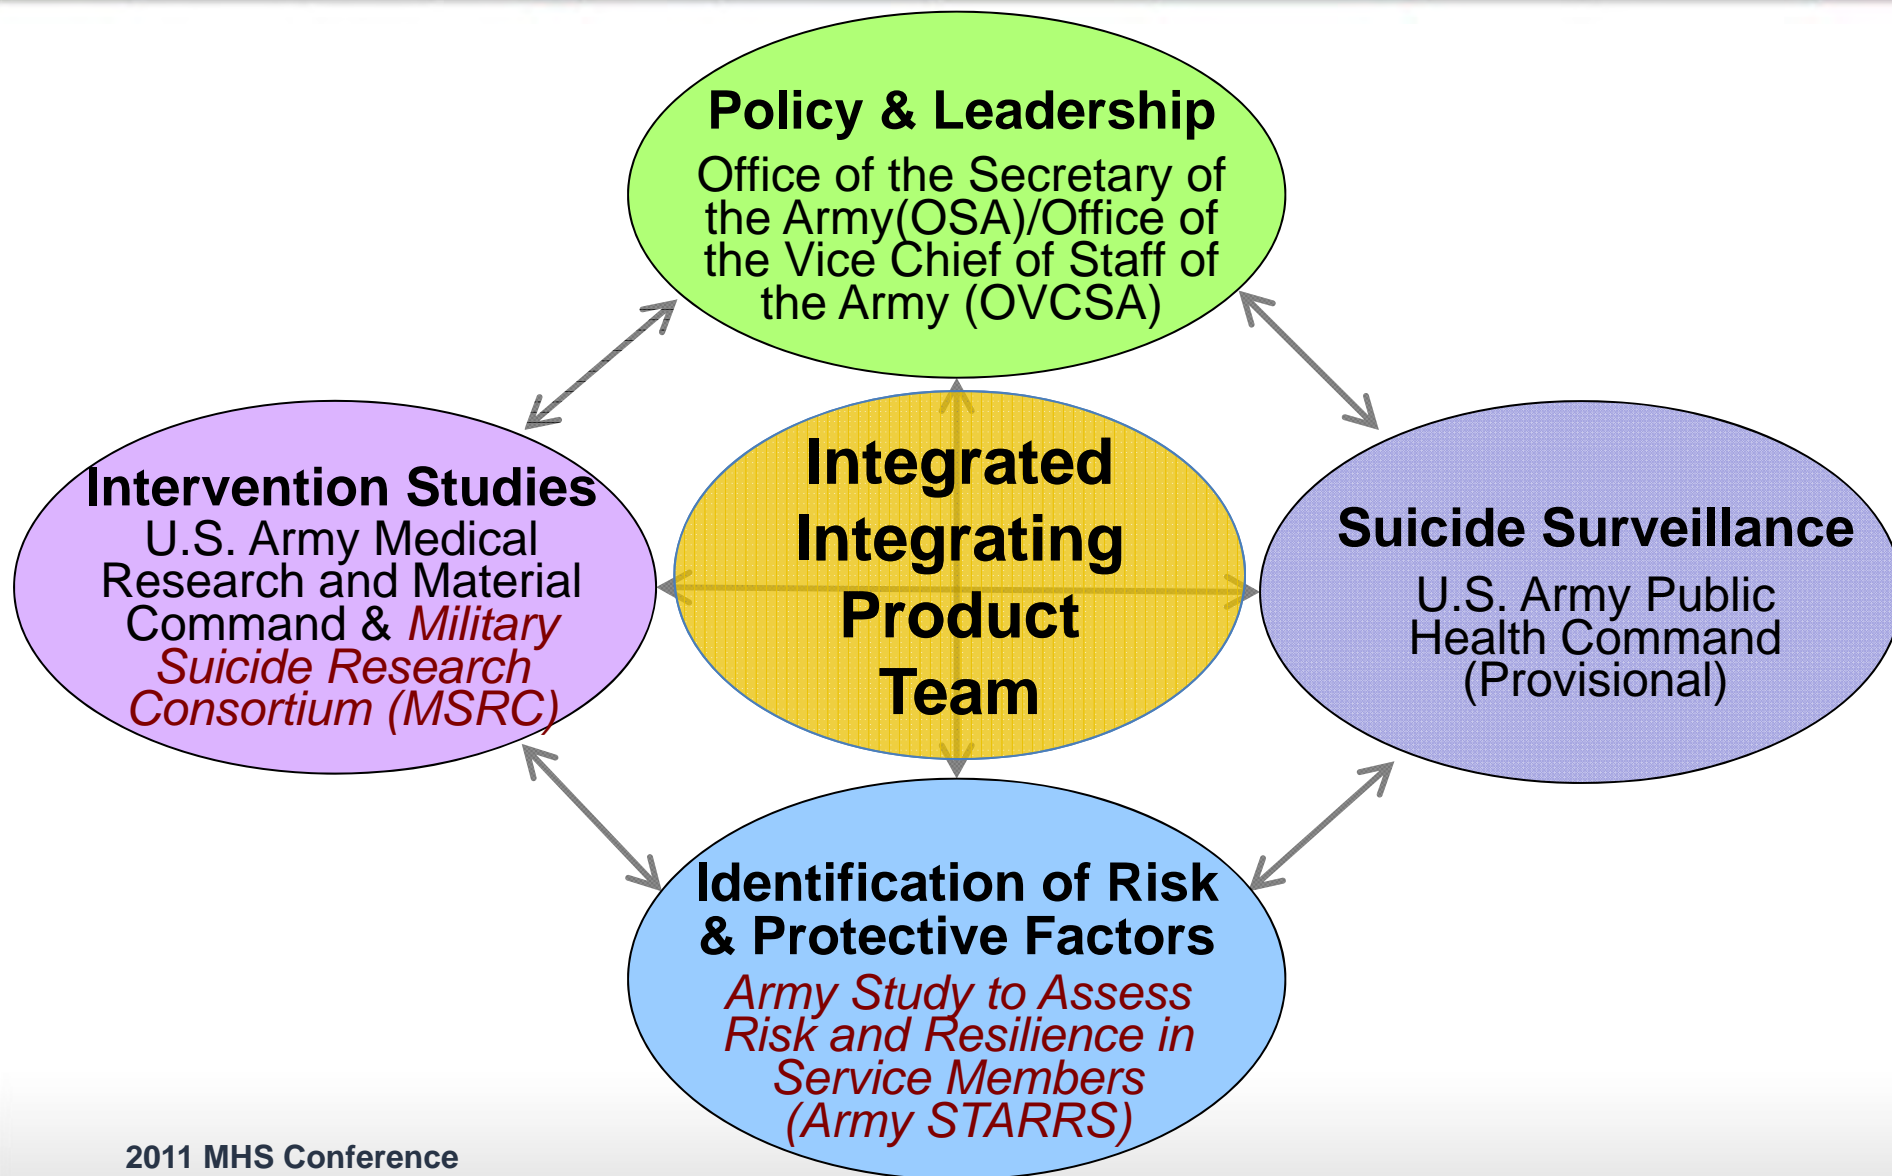 Policy & Leadership
Office of the Secretary of
the Army(OSA)/Office of
the Vice Chief of Staff of
the Army (OVCSA)
Intervention Studies
U.S. Army Medical
Research and Material
Command & Military
Suicide Research
Consortium (MSRC)
Integrated
Integrating
Product
Team
Suicide Surveillance
U.S. Army Public
Health Command
(Provisional)
Identification of Risk
& Protective Factors
Army Study to Assess
Risk and Resilience in
Service Members
(Army STARRS)
2011 MHS Conference